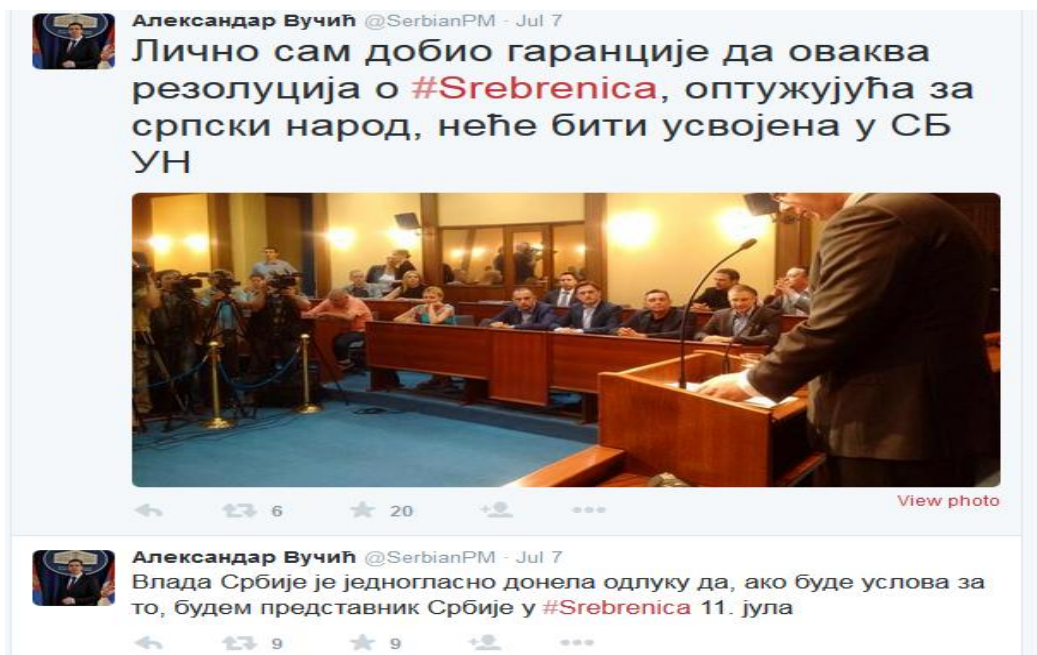 Александар Вучић @SerbianPM · Jul 7
Лично сам добио гаранције да оваква
резолуција о #Srebrenica, оптужујућа за
српски народ, неће бити усвојена у СБ
УН
6 20
View photo
Александар Вучић @SerbianPM · Jul 7
Влада Србије је једногласно донела одлуку да, ако буде услова за
то, будем представник Србије у #Srebrenica 11. јула
9 9